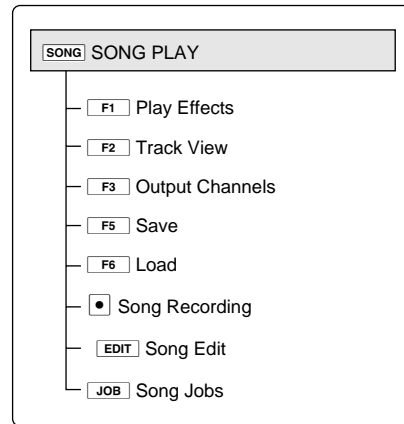 SONG SONG PLAY
F1 Play Effects
F2 Track View
F3 Output Channels
F5 Save
F6 Load
Song Recording
EDIT Song Edit
JOB Song Jobs